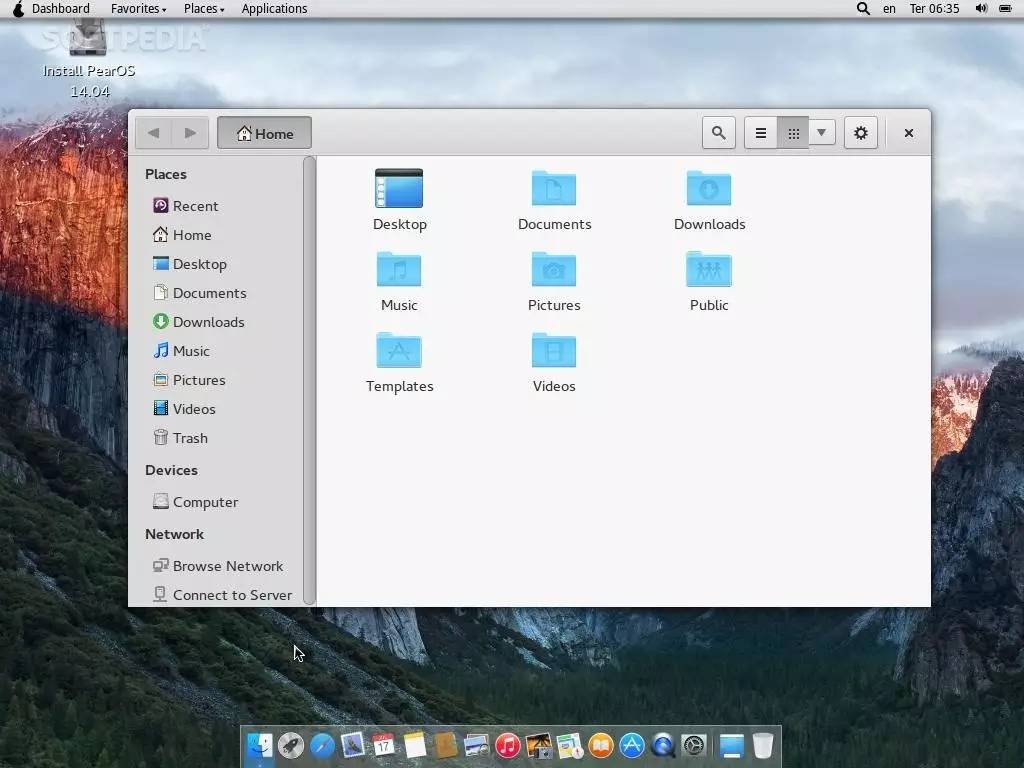 Dashboard Favorites Places Applications en Ter 06:35
SOFTPEDIA
Install PearOS
14.04
Home
Places
Recent
Home
Desktop
Documents
Downloads
Music
Pictures
Videos
Trash
Devices
Computer
Network
Browse Network
Connect to Server
Desktop Documents Downloads
Music Pictures Public
Templates Videos
17